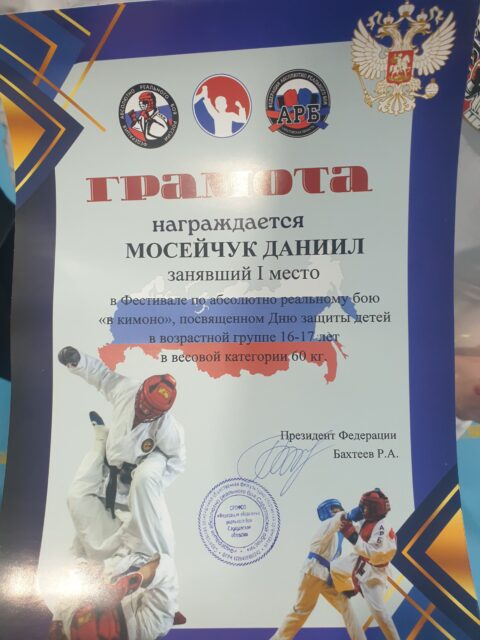 АРБ
ГРАМОТА
награждается
МОСЕЙЧУК ДАНИИЛ
занявший I место
в Фестивале по абсолютно реальному бою
«в кимоно», посвященном Дню защиты детей
в возрастной группе 16-17 лет
в весовой категории 60 кг.
Президент Федерации
Бахтеев Р.А.